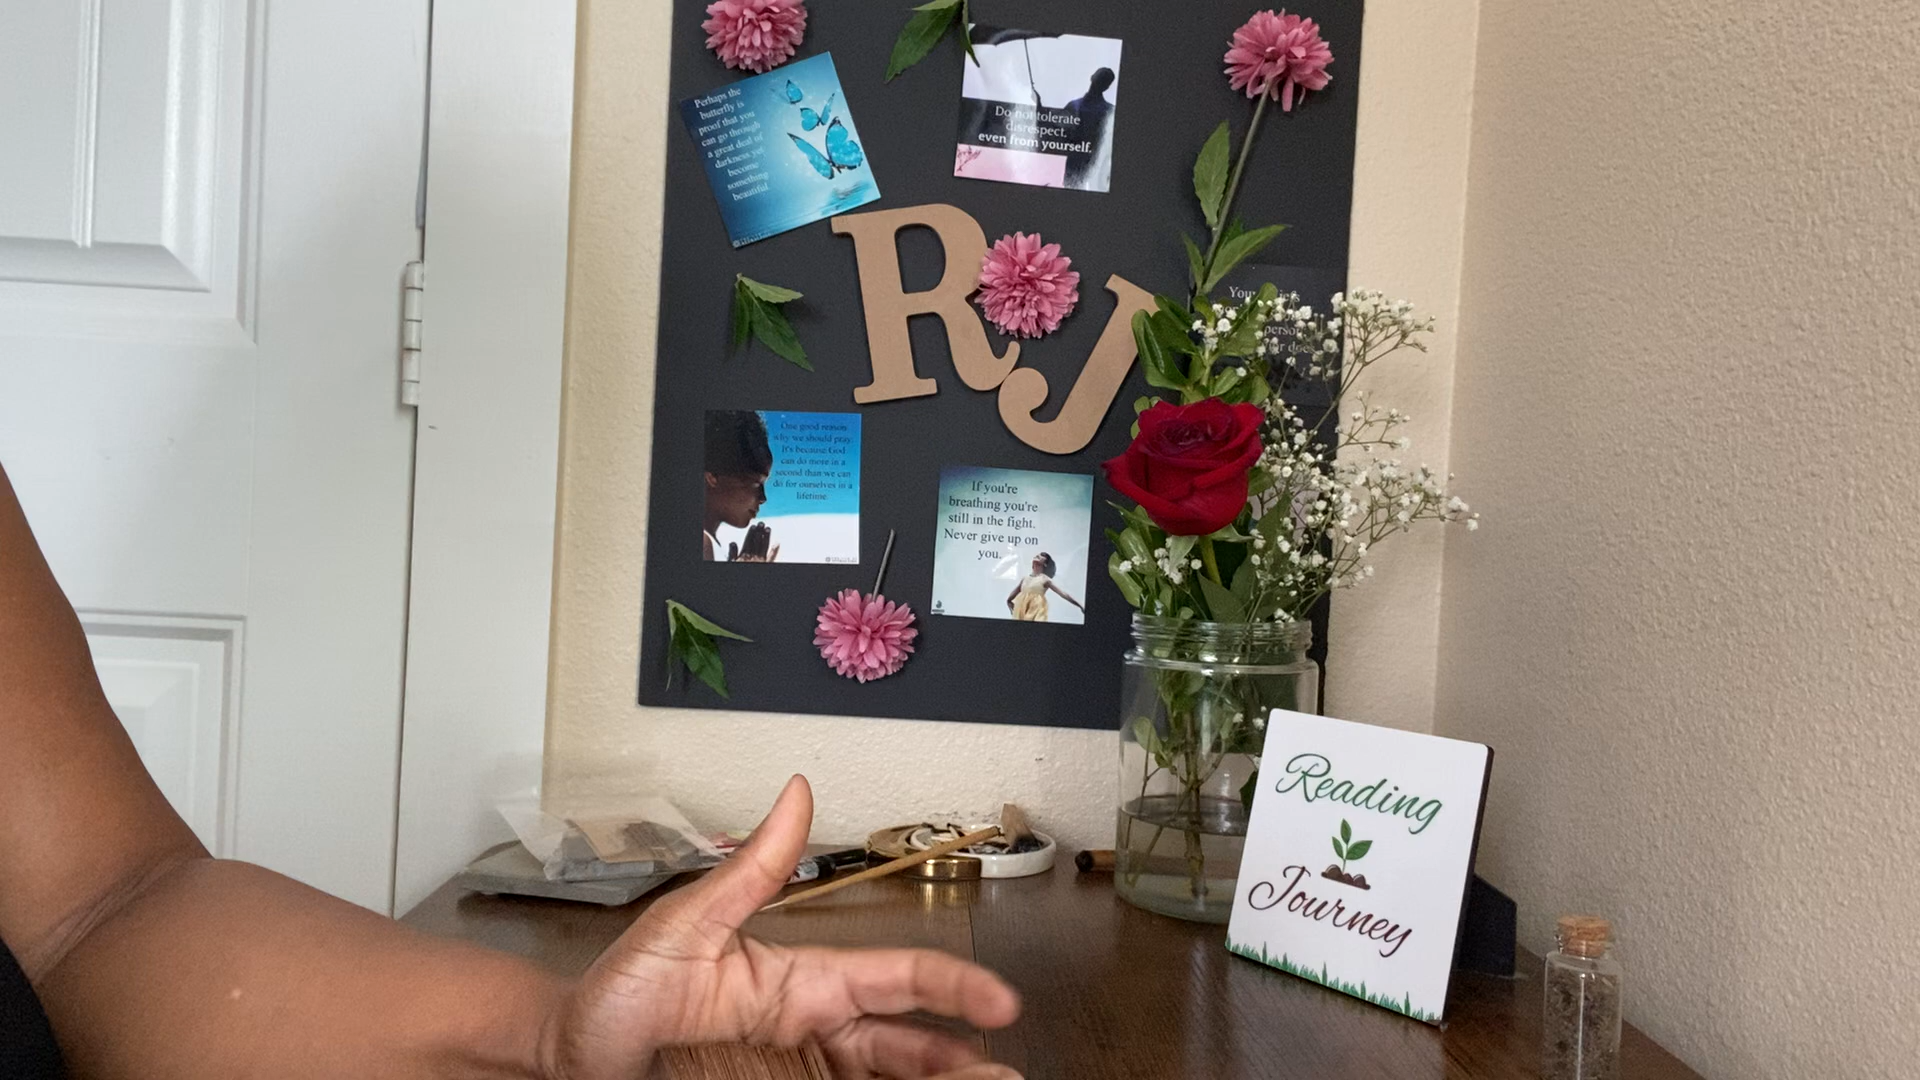 Perhaps the
butterfly is
proof that you
can go through
a great deal of
darkness yet
become
something
beautiful.
Do not tolerate
disrespect,
even from yourself.
R
J
One good reason
why we should pray:
It's because God
can do more in a
second than we can
do for ourselves in a
lifetime.
If you're
breathing you're
still in the fight.
Never give up on
you.
Reading
Journey